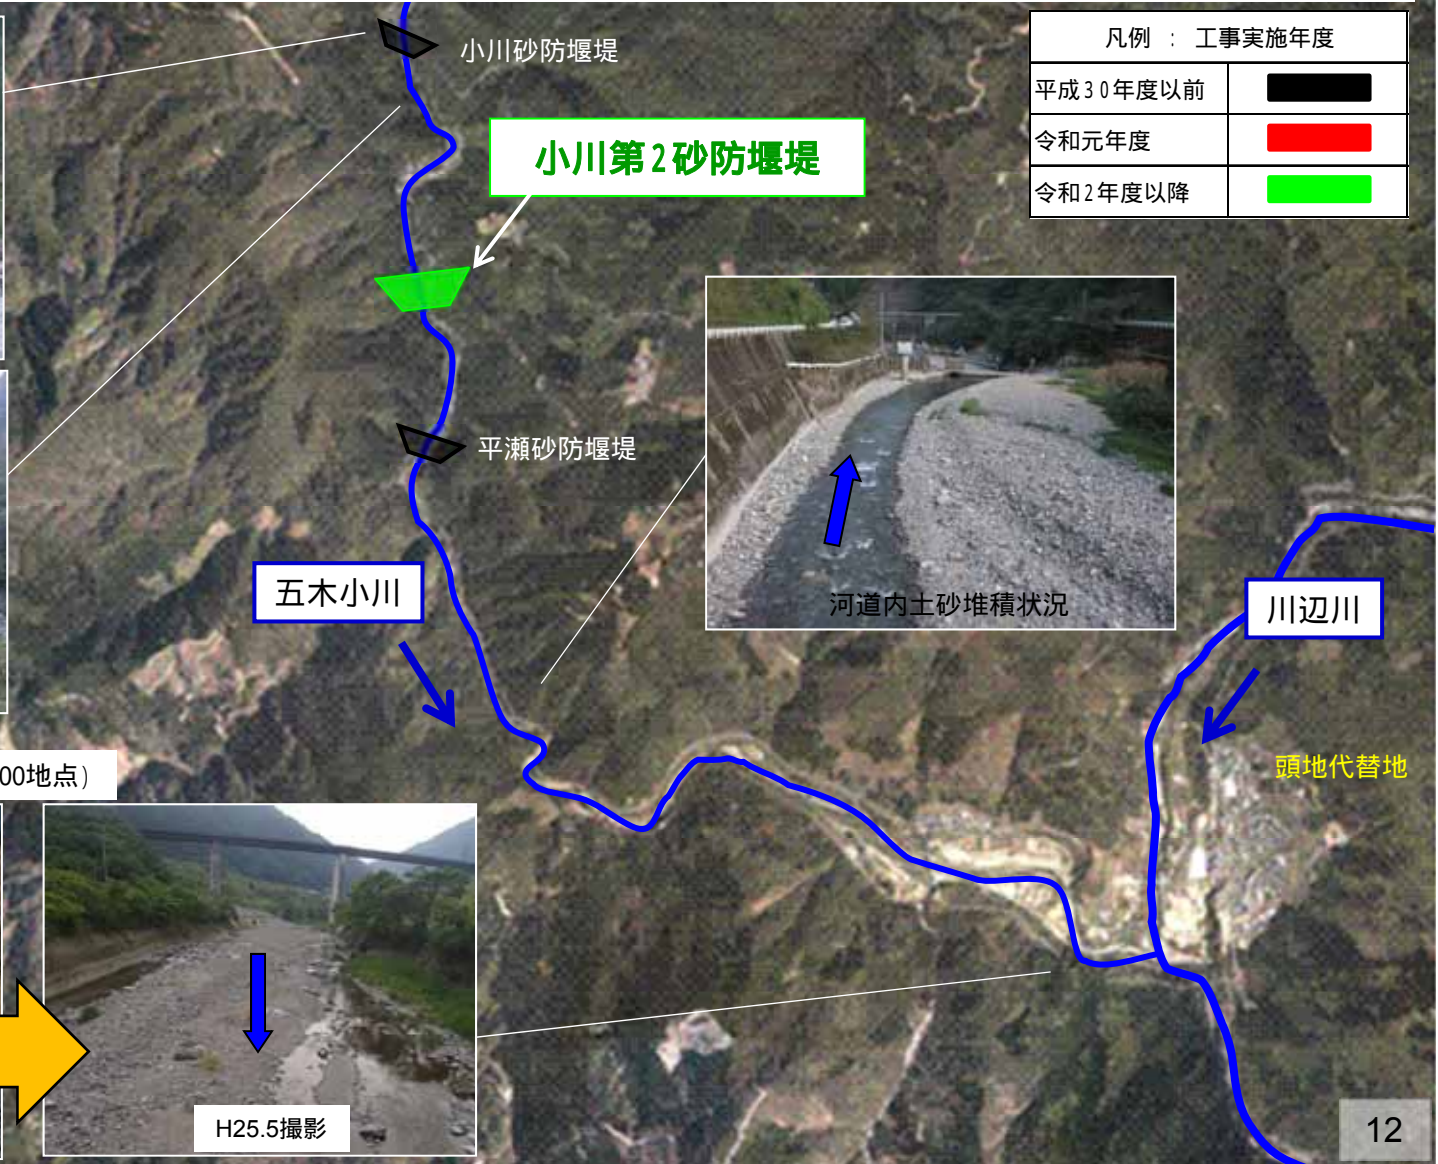 小川砂防堰堤
凡例 : 工事実施年度
平成30年度以前
令和元年度
令和2年度以降
小川第2砂防堰堤
平瀬砂防堰堤
五木小川
河道内土砂堆積状況
川辺川
頭地代替地
00地点)
H25.5撮影
12